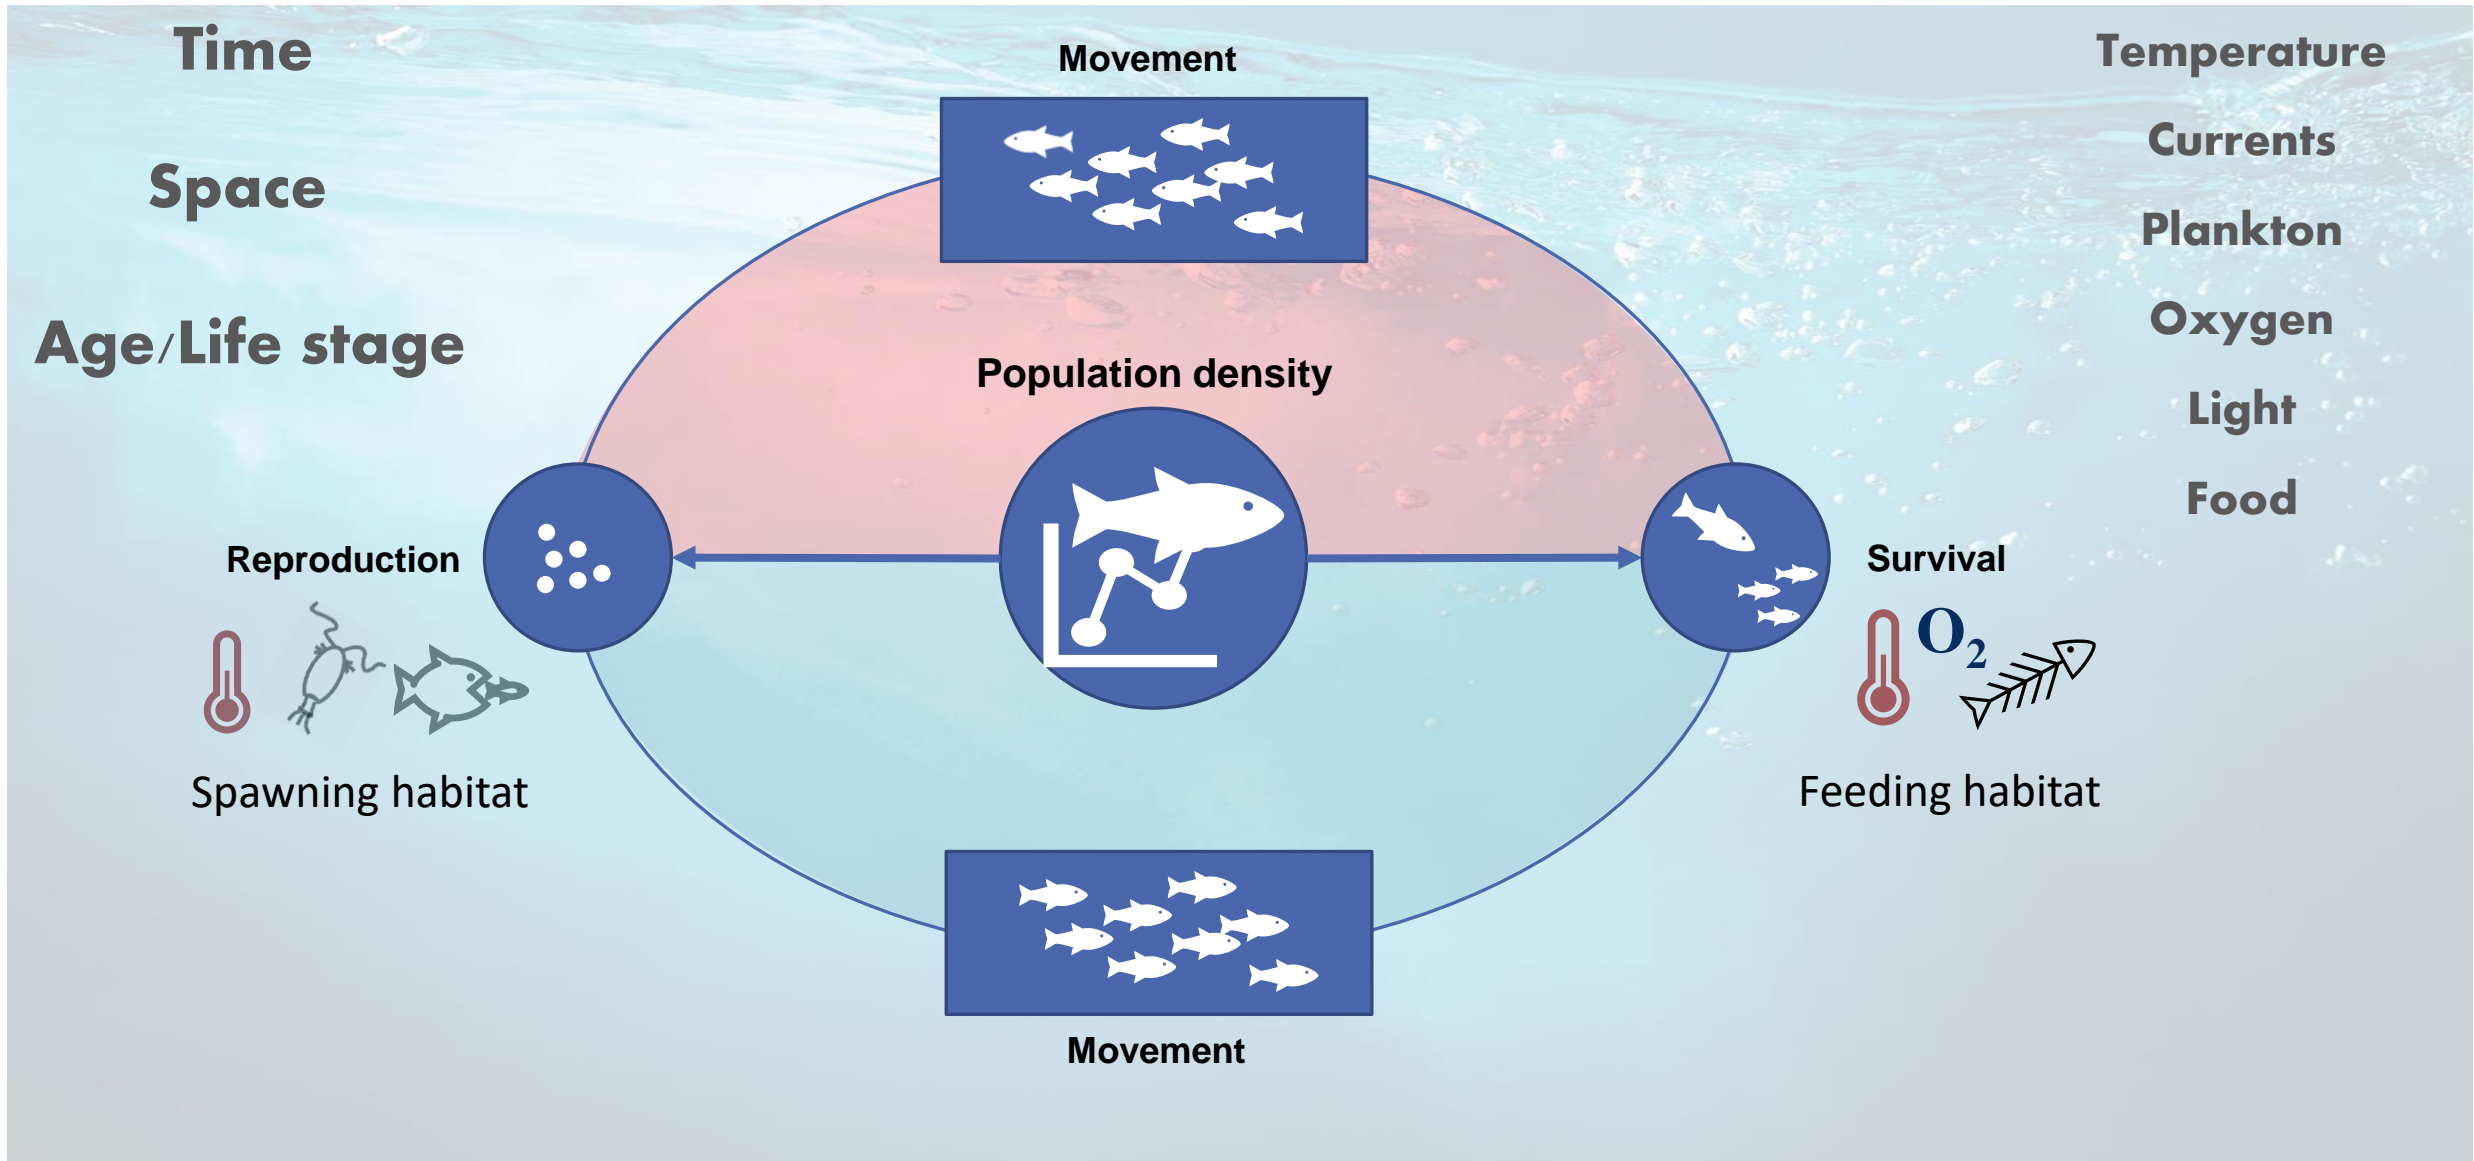 Time
Space
Age/Life stage
Movement
Temperature
Currents
Plankton
Oxygen
Light
Food
Population density
Reproduction
Spawning habitat
Survival
O₂
Feeding habitat
Movement